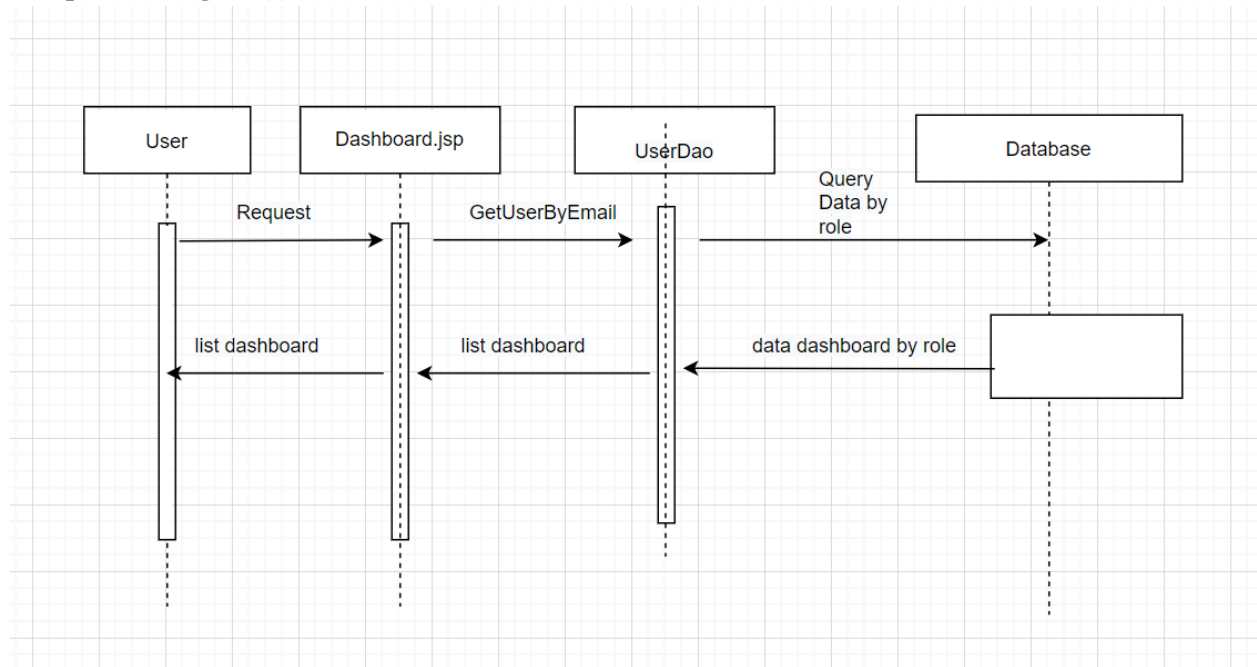 User
Dashboard.jsp
UserDao
Database
Request
GetUserByEmail
Query
Data by
role
list dashboard
list dashboard
data dashboard by role